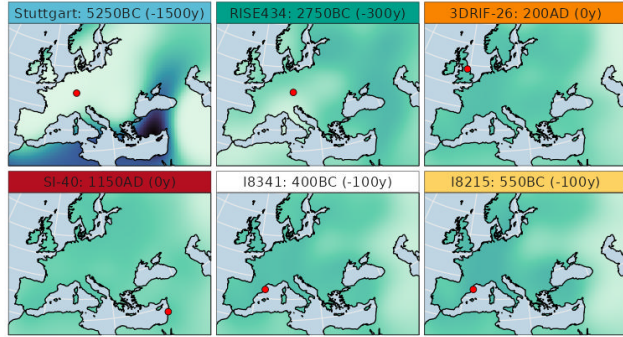 Stuttgart: 5250BC (-1500y)
RISE434: 2750BC (-300y)
3DRIF-26: 200AD (0y)
SI-40: 1150AD (0y)
I8341: 400BC (-100y)
I8215: 550BC (-100y)